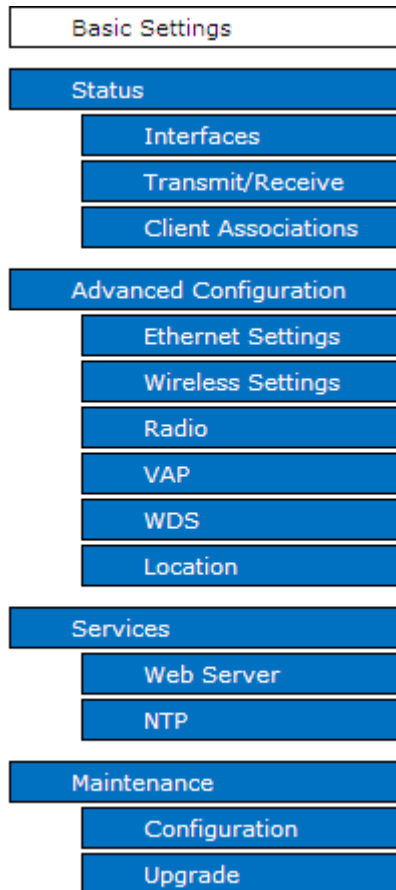 Basic Settings
Status
Interfaces
Transmit/Receive
Client Associations
Advanced Configuration
Ethernet Settings
Wireless Settings
Radio
VAP
WDS
Location
Services
Web Server
NTP
Maintenance
Configuration
Upgrade